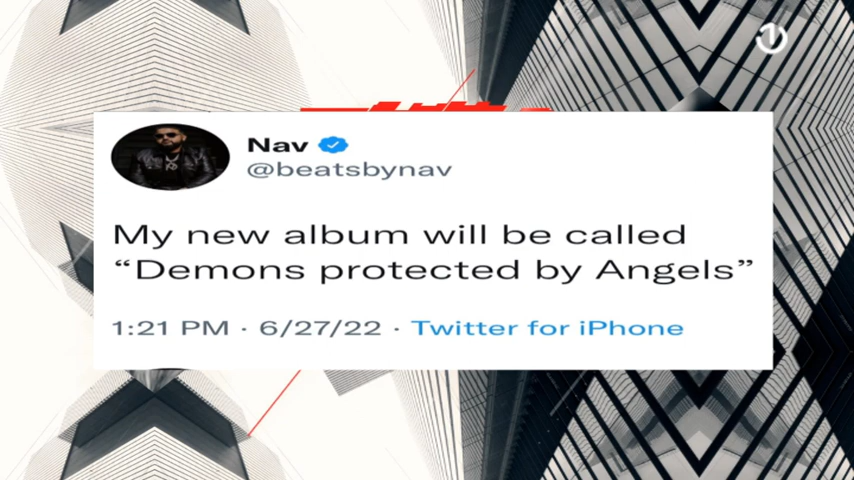 Nav
@beatsbynav
My new album will be called
“Demons protected by Angels”
1:21 PM · 6/27/22 · Twitter for iPhone